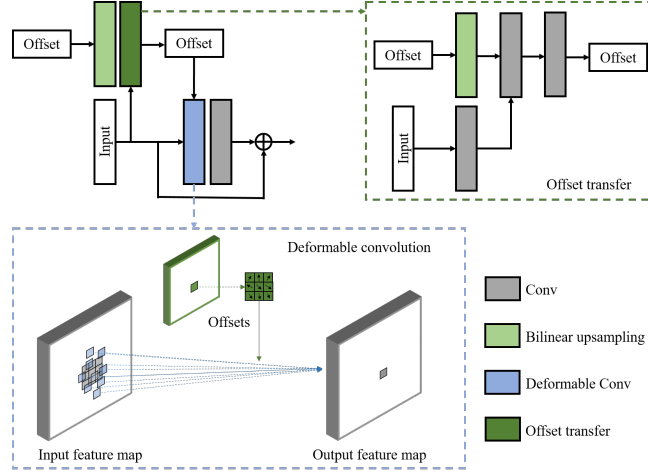 Offset
Offset
Input
Offset
Offset
Input
Offset transfer
Deformable convolution
Offsets
Input feature map
Output feature map
Conv
Bilinear upsampling
Deformable Conv
Offset transfer